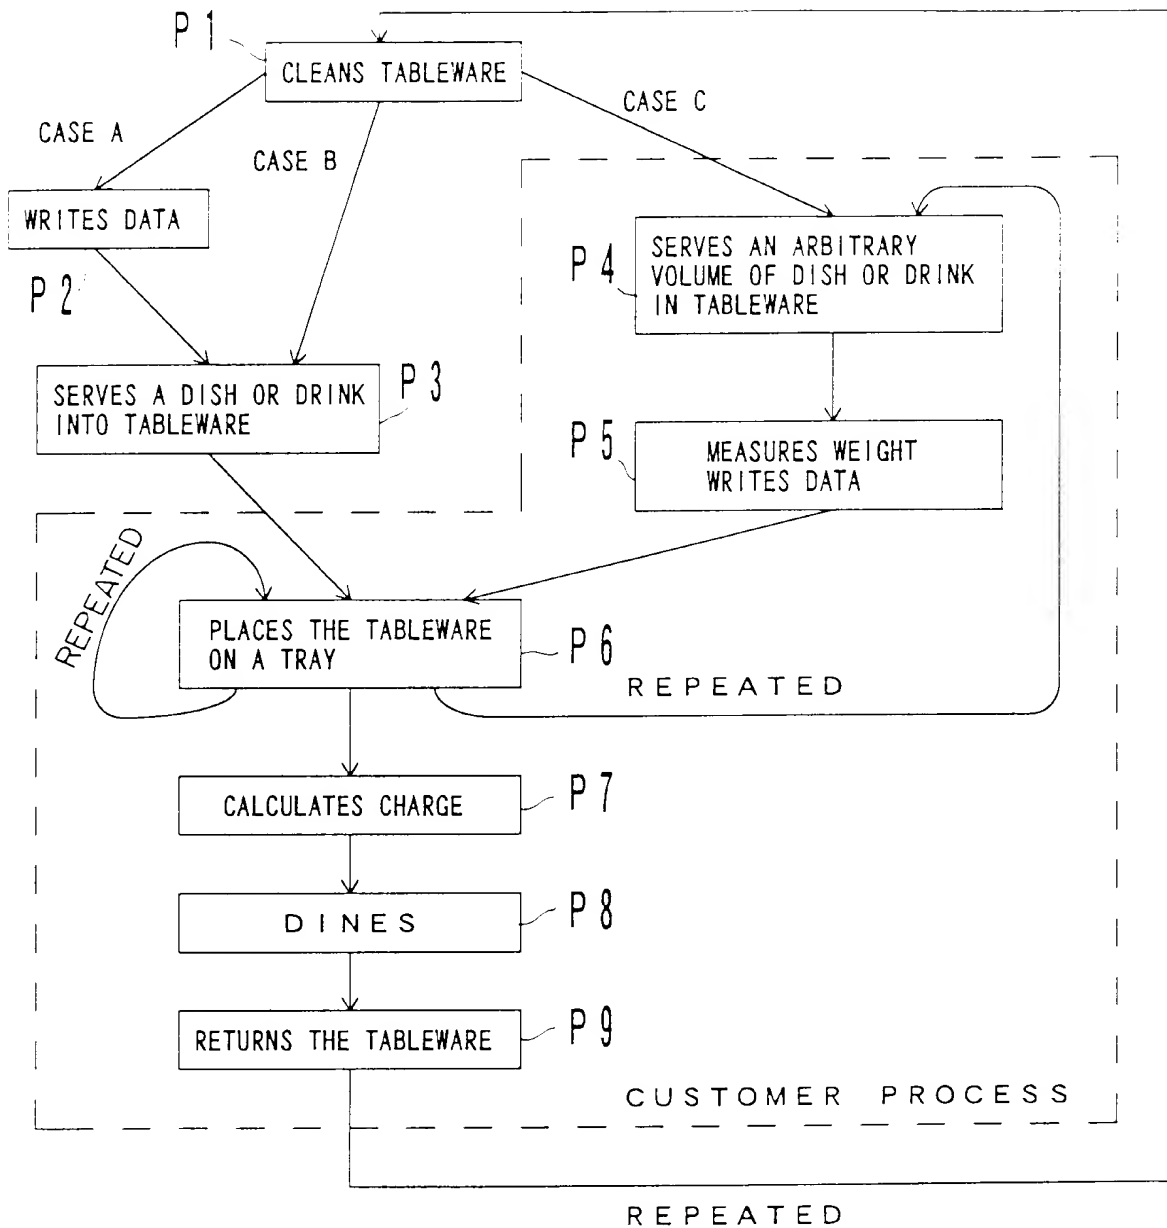 P 1
CLEANS TABLEWARE
CASE A
CASE B
CASE C
WRITES DATA
P 2
P 4
SERVES AN ARBITRARY
VOLUME OF DISH OR DRINK
IN TABLEWARE
SERVES A DISH OR DRINK
INTO TABLEWARE
P 3
P 5
MEASURES WEIGHT
WRITES DATA
REPEATED
PLACES THE TABLEWARE
ON A TRAY
P 6
REPEATED
CALCULATES CHARGE
P 7
DINES
P 8
RETURNS THE TABLEWARE
P 9
CUSTOMER PROCESS
REPEATED